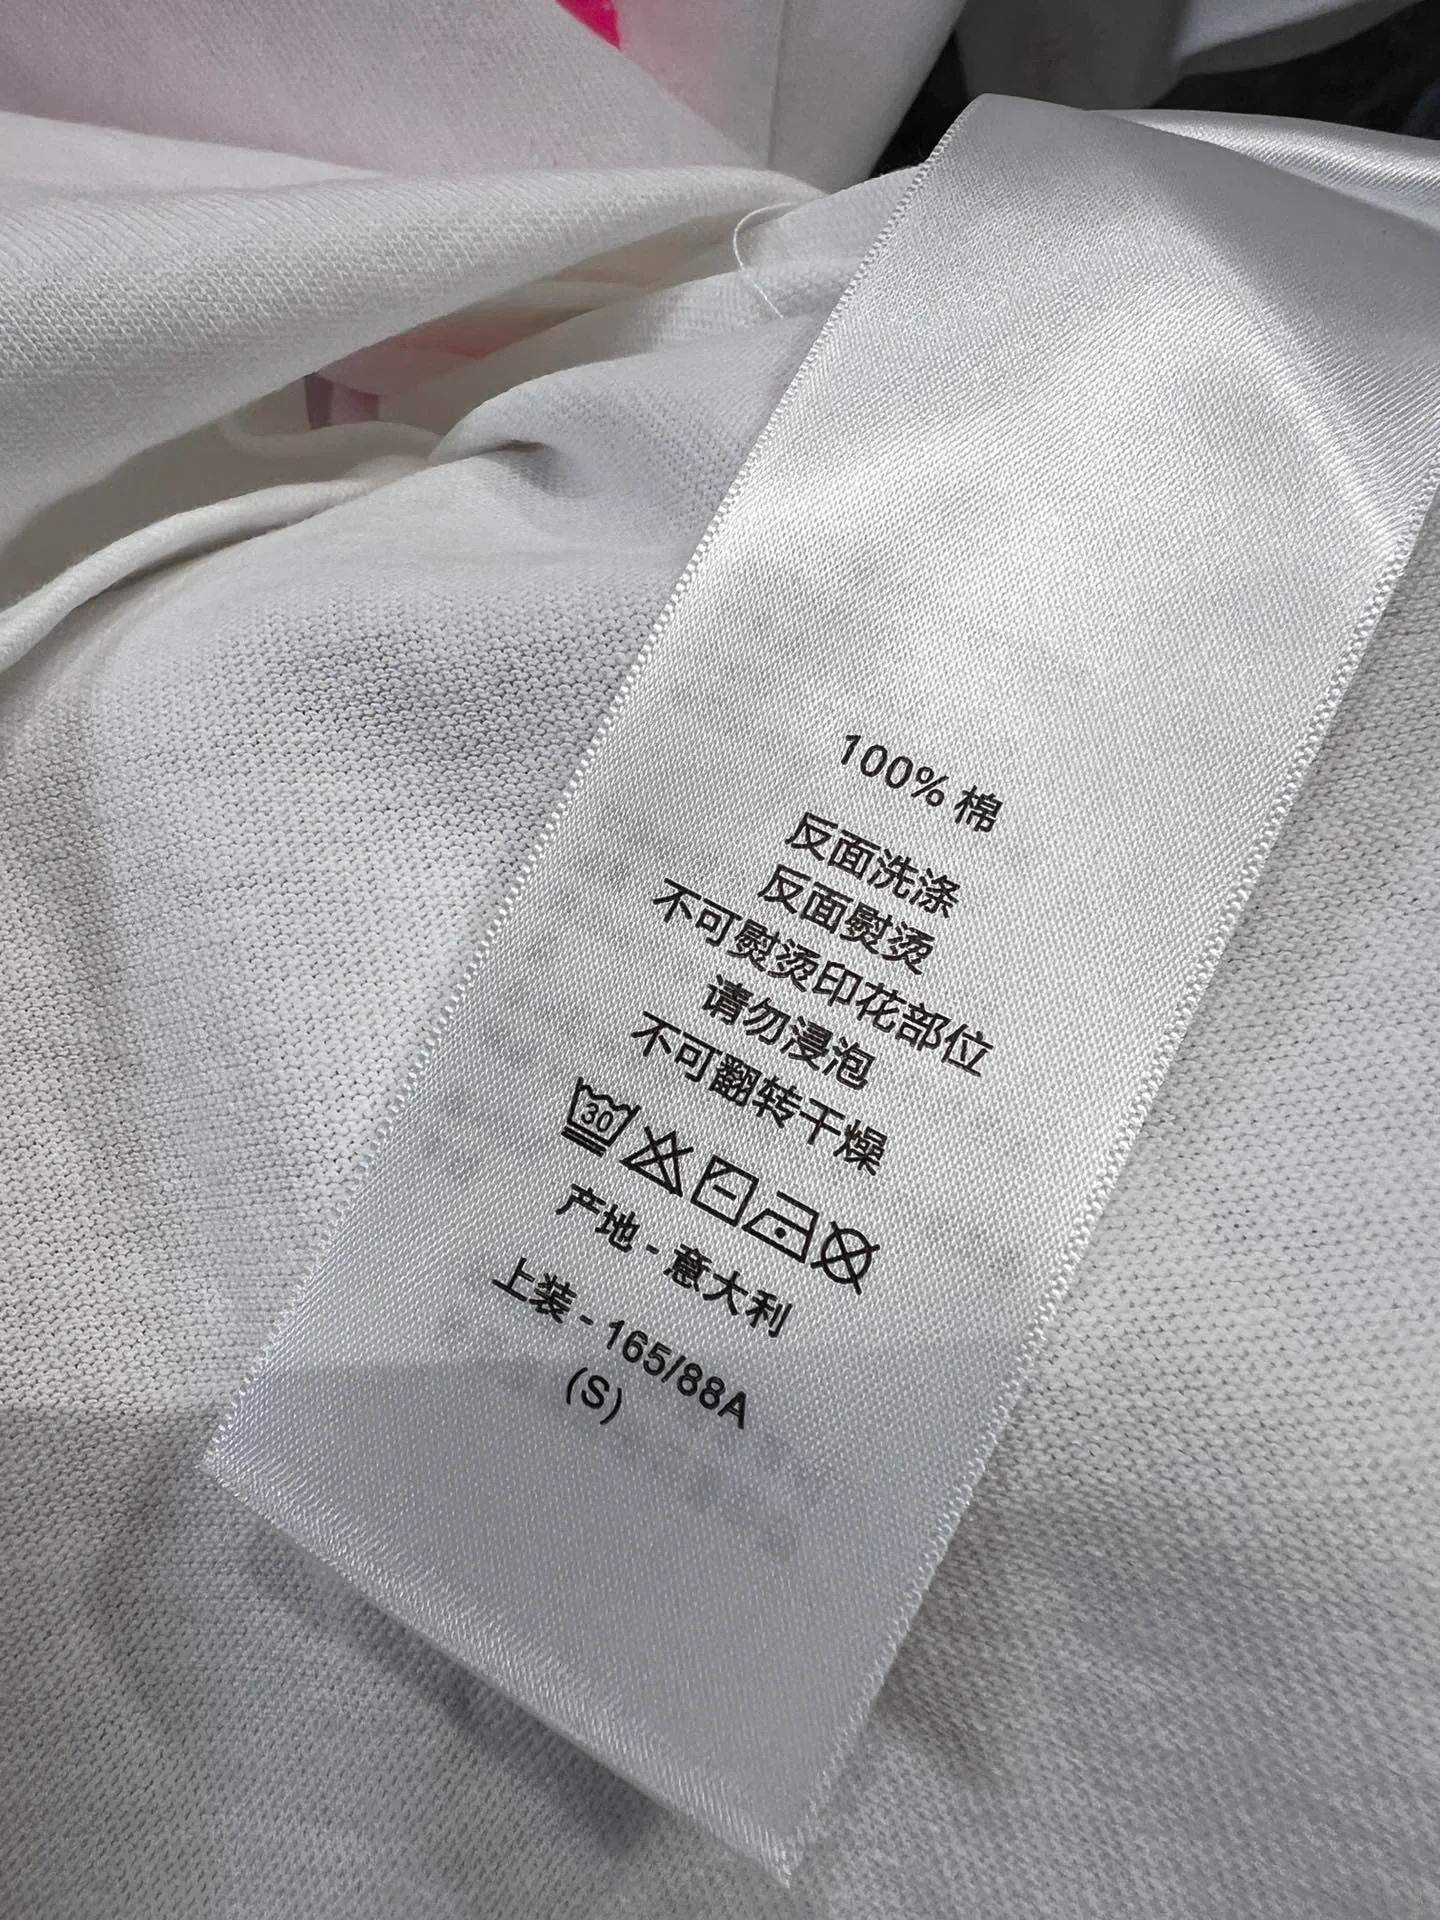 100% 棉
反面洗涤
反面熨烫
不可熨烫印花部位
请勿浸泡
不可翻转干燥
30
产地 - 意大利
上装 - 165/88A
(S)